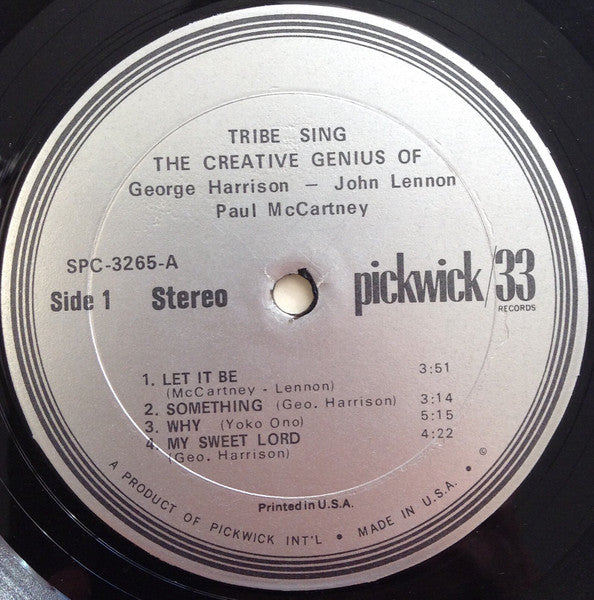 TRIBE SING
THE CREATIVE GENIUS OF
George Harrison – John Lennon
Paul McCartney
SPC-3265-A
Side 1 Stereo
pickwick/33
RECORDS
1. LET IT BE 3:51
(McCartney - Lennon)
2. SOMETHING (Geo. Harrison) 3:14
3. WHY (Yoko Ono) 5:15
4. MY SWEET LORD 4:22
(Geo. Harrison)
Printed in U.S.A.
A PRODUCT OF PICKWICK INT'L • MADE IN U.S.A. • ©